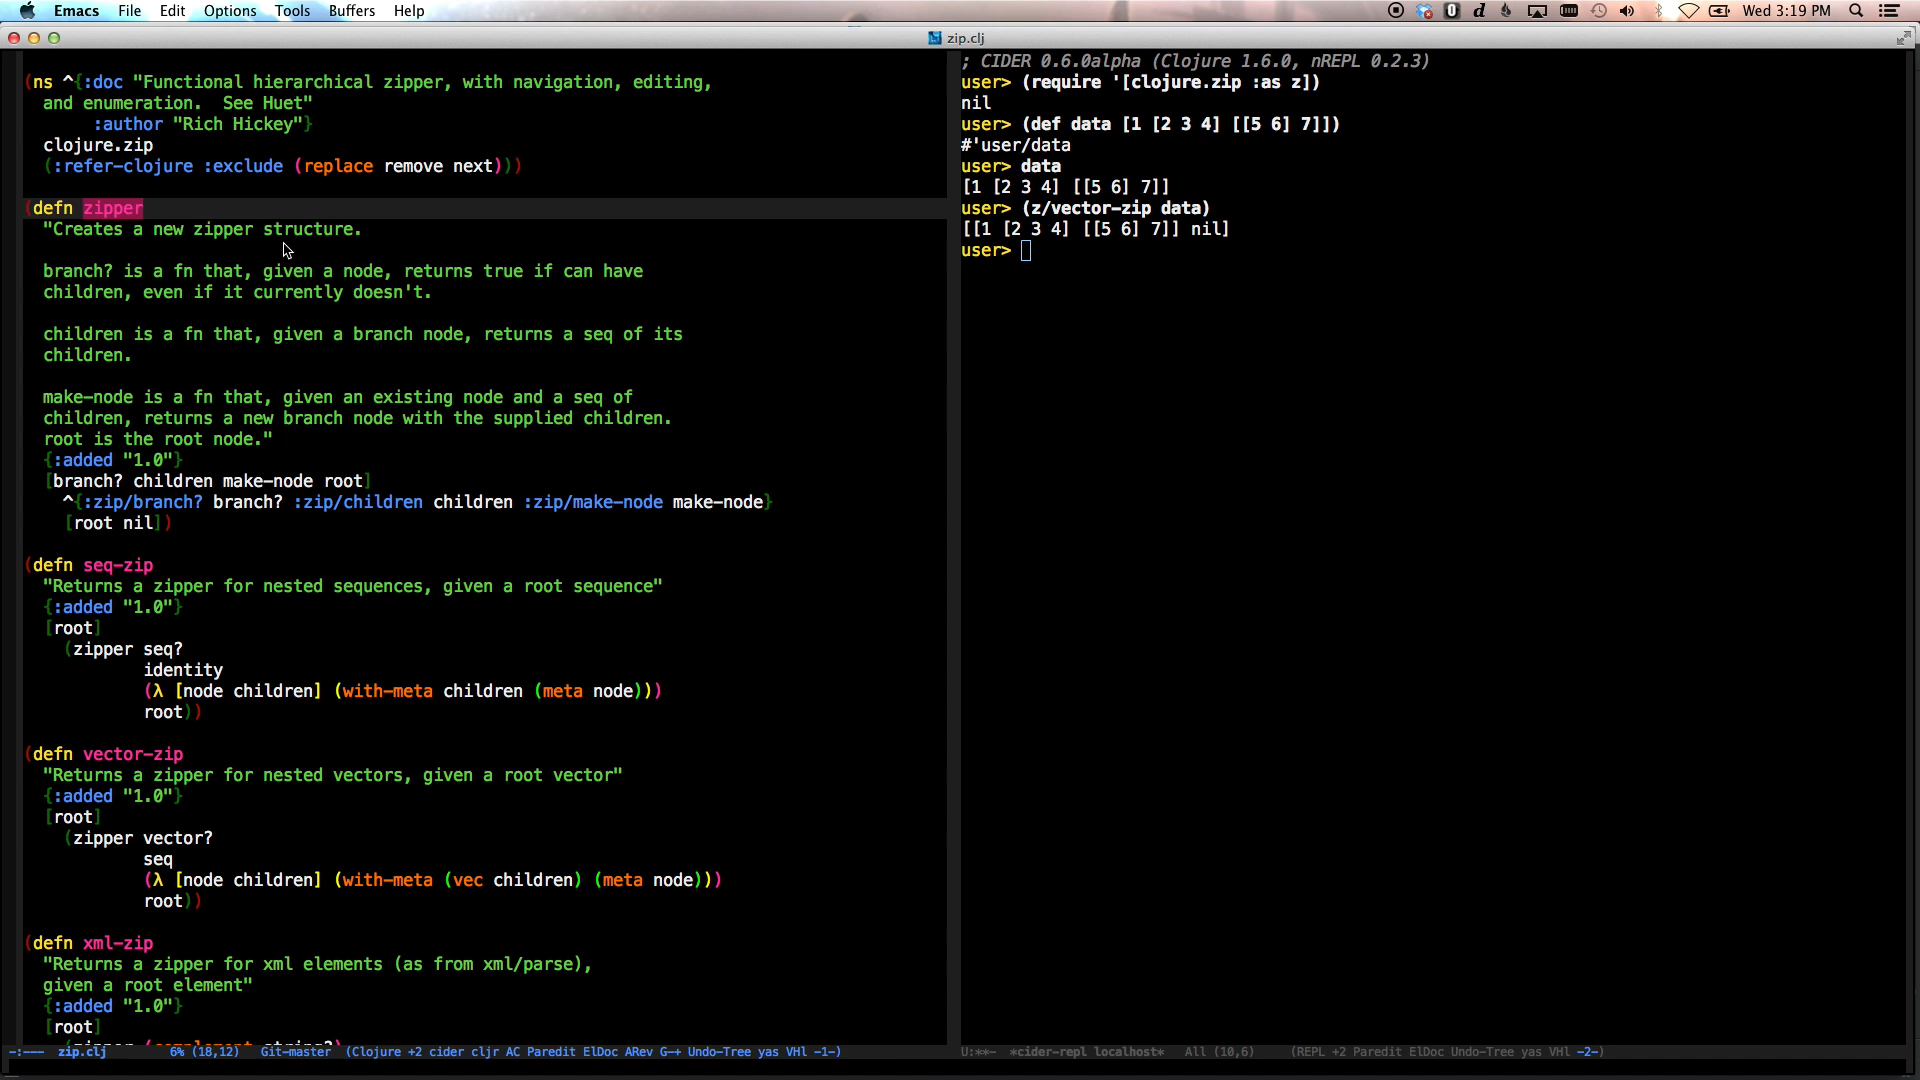 Emacs File Edit Options Tools Buffers Help Wed 3:19 PM
zip.clj
(ns ^{:doc "Functional hierarchical zipper, with navigation, editing,
and enumeration.  See Huet"
:author "Rich Hickey"}
clojure.zip
(:refer-clojure :exclude (replace remove next)))
(defn zipper
"Creates a new zipper structure.
branch? is a fn that, given a node, returns true if can have
children, even if it currently doesn't.
children is a fn that, given a branch node, returns a seq of its
children.
make-node is a fn that, given an existing node and a seq of
children, returns a new branch node with the supplied children.
root is the root node."
{:added "1.0"}
[branch? children make-node root]
^{:zip/branch? branch? :zip/children children :zip/make-node make-node}
[root nil])
(defn seq-zip
"Returns a zipper for nested sequences, given a root sequence"
{:added "1.0"}
[root]
(zipper seq?
identity
(λ [node children] (with-meta children (meta node)))
root))
(defn vector-zip
"Returns a zipper for nested vectors, given a root vector"
{:added "1.0"}
[root]
(zipper vector?
seq
(λ [node children] (with-meta (vec children) (meta node)))
root))
(defn xml-zip
"Returns a zipper for xml elements (as from xml/parse),
given a root element"
{:added "1.0"}
[root]
-:--- zip.clj 6% (18,12) Git-master (Clojure +2 cider cljr AC Paredit ElDoc ARev G-+ Undo-Tree yas VHl -1-)
; CIDER 0.6.0alpha (Clojure 1.6.0, nREPL 0.2.3)
user> (require '[clojure.zip :as z])
nil
user> (def data [1 [2 3 4] [[5 6] 7]])
#'user/data
user> data
[1 [2 3 4] [[5 6] 7]]
user> (z/vector-zip data)
[[1 [2 3 4] [[5 6] 7]] nil]
user>
U:**- *cider-repl localhost* All (10,6) (REPL +2 Paredit ElDoc Undo-Tree yas VHl -2-)